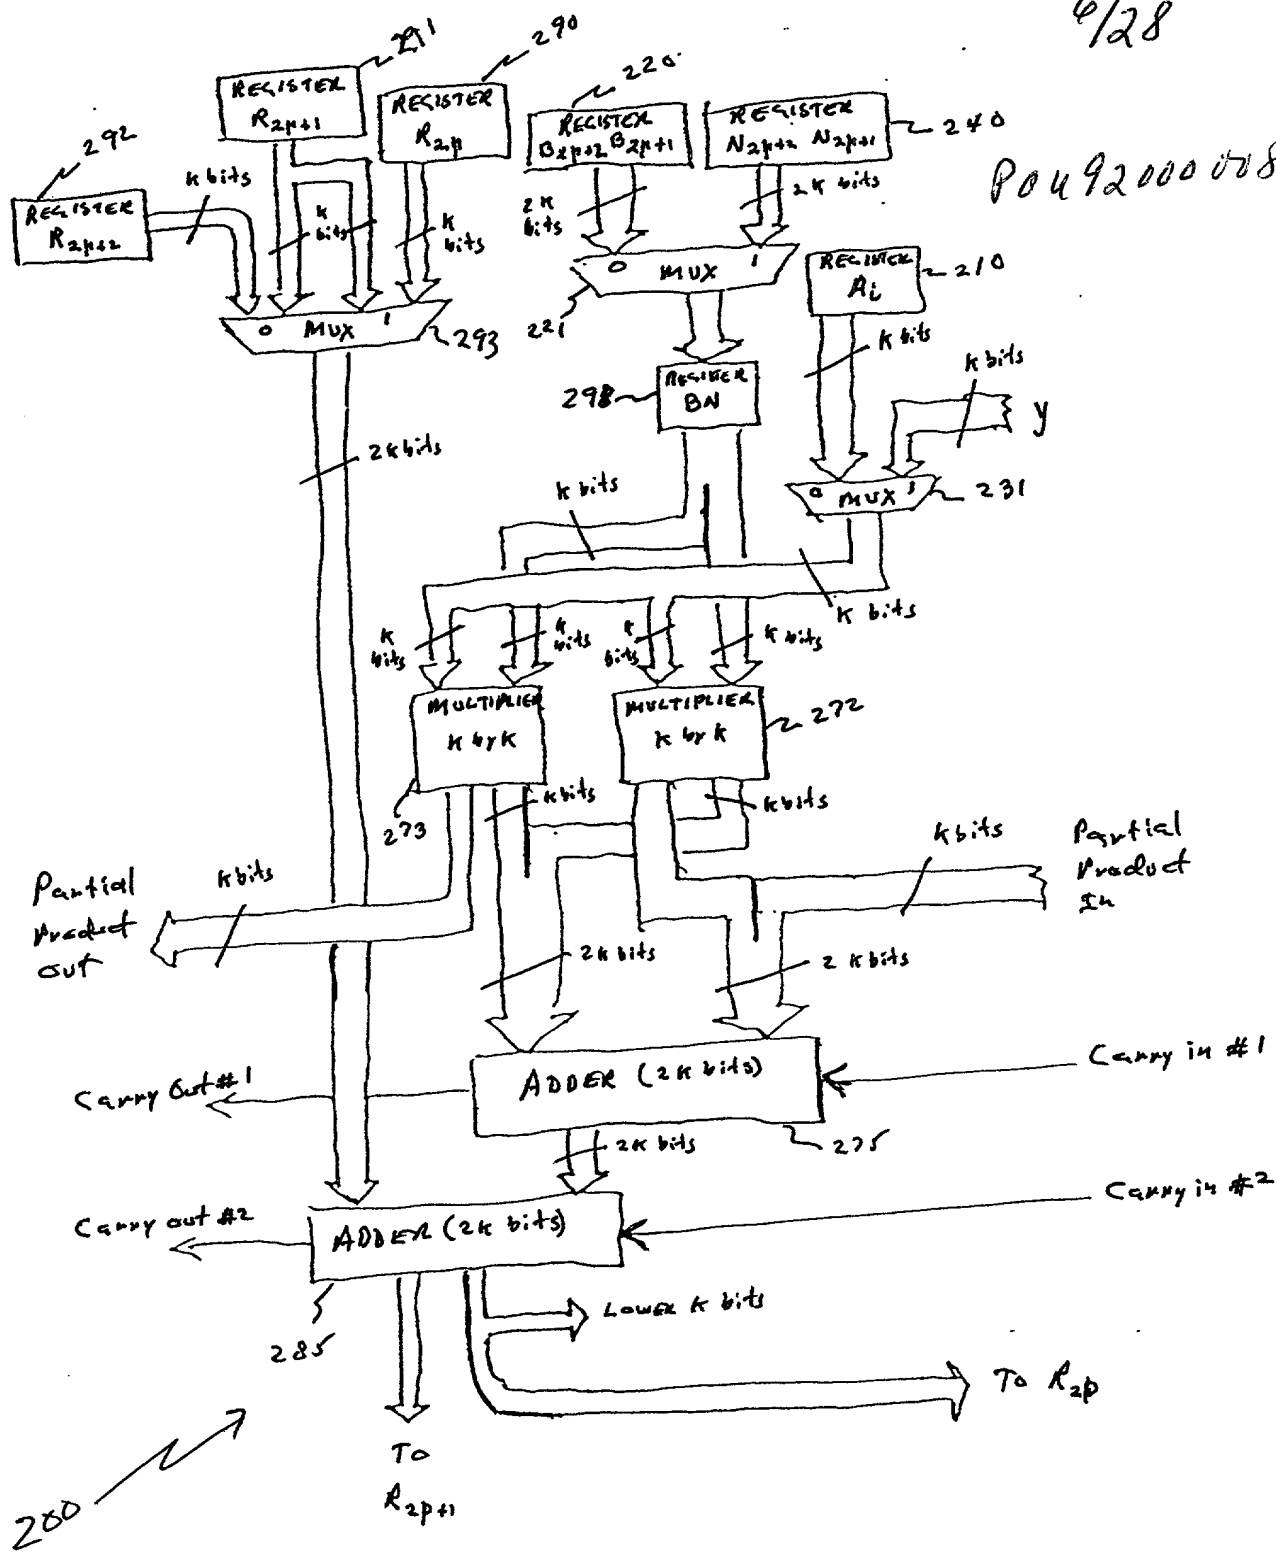 6/28
POU92000008
291
290
220
240
292
REGISTER
R2p+1
REGISTER
R2p
REGISTER
B2p+2 B2p+1
REGISTER
N2p+2 N2p+1
K bits
REGISTER
R2p+2
K bits
K bits
2K bits
2K bits
0 MUX 1
293
0 MUX 1
221
REGISTER
Ai
210
REGISTER
BN
298
K bits
K bits
y
2K bits
0 MUX 1
231
K bits
K bits
K bits
K bits
K bits
K bits
MULTIPLIER
K by K
273
MULTIPLIER
K by K
272
K bits
K bits
Partial
Product
out
K bits
K bits
Partial
Product
In
2K bits
2K bits
Carry Out #1
ADDER (2K bits)
275
Carry in #1
2K bits
Carry out #2
ADDER (2K bits)
285
Carry in #2
LOWER K bits
To R2p
To
R2p+1
200